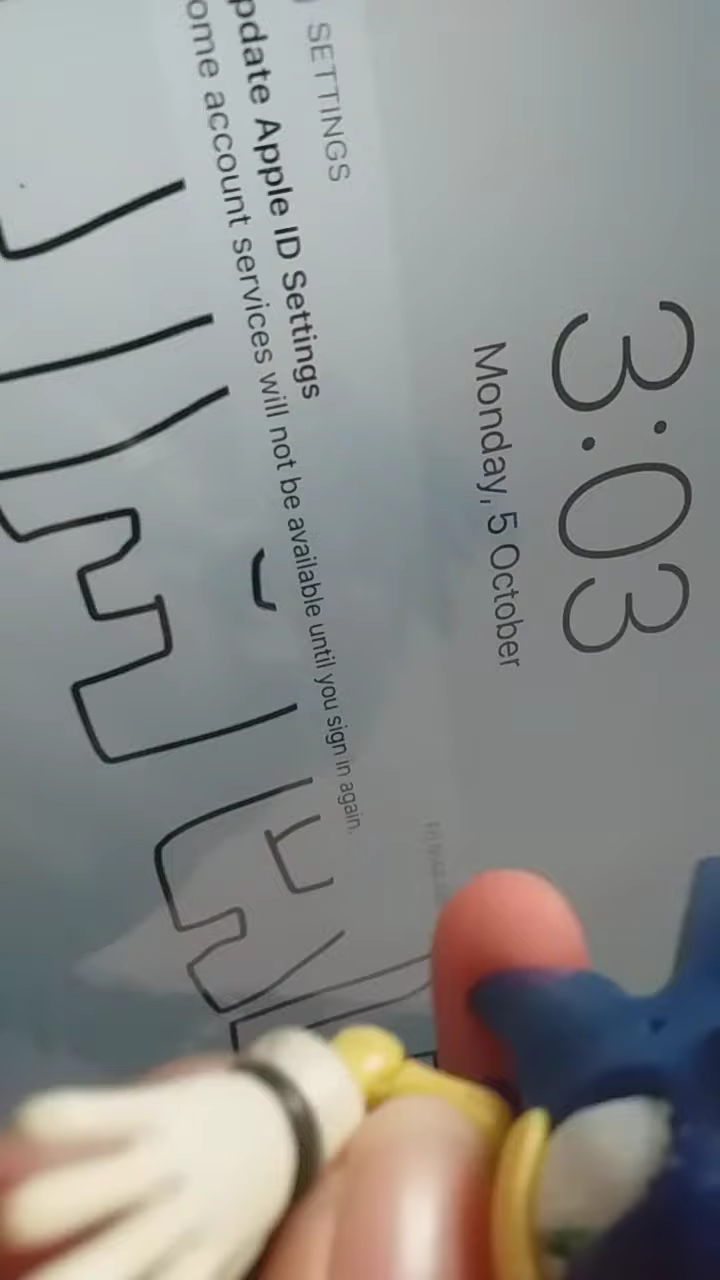 3:03
Monday, 5 October
SETTINGS
pdate Apple ID Settings
ome account services will not be available until you sign in again.